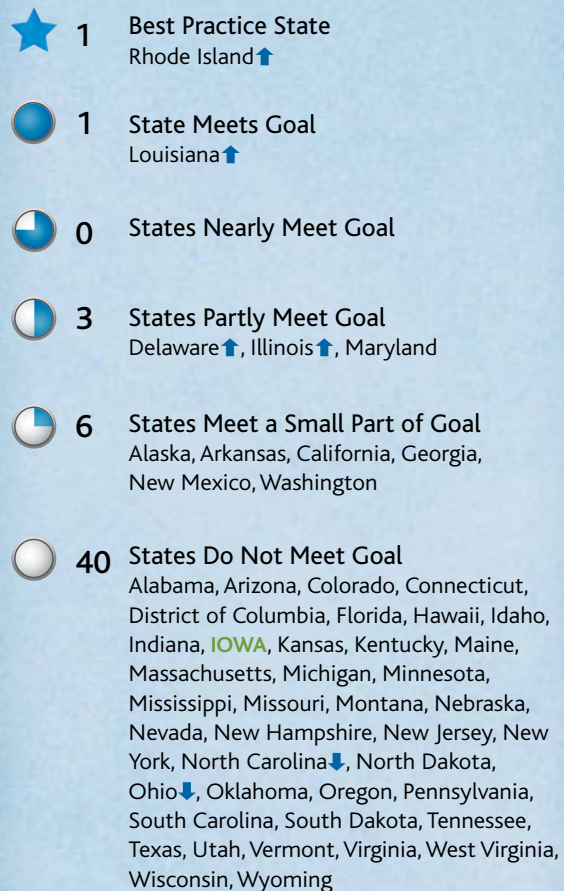 1 Best Practice State
Rhode Island⬆
1 State Meets Goal
Louisiana⬆
0 States Nearly Meet Goal
3 States Partly Meet Goal
Delaware⬆, Illinois⬆, Maryland
6 States Meet a Small Part of Goal
Alaska, Arkansas, California, Georgia,
New Mexico, Washington
40 States Do Not Meet Goal
Alabama, Arizona, Colorado, Connecticut,
District of Columbia, Florida, Hawaii, Idaho,
Indiana, IOWA, Kansas, Kentucky, Maine,
Massachusetts, Michigan, Minnesota,
Mississippi, Missouri, Montana, Nebraska,
Nevada, New Hampshire, New Jersey, New
York, North Carolina⬇, North Dakota,
Ohio⬇, Oklahoma, Oregon, Pennsylvania,
South Carolina, South Dakota, Tennessee,
Texas, Utah, Vermont, Virginia, West Virginia,
Wisconsin, Wyoming